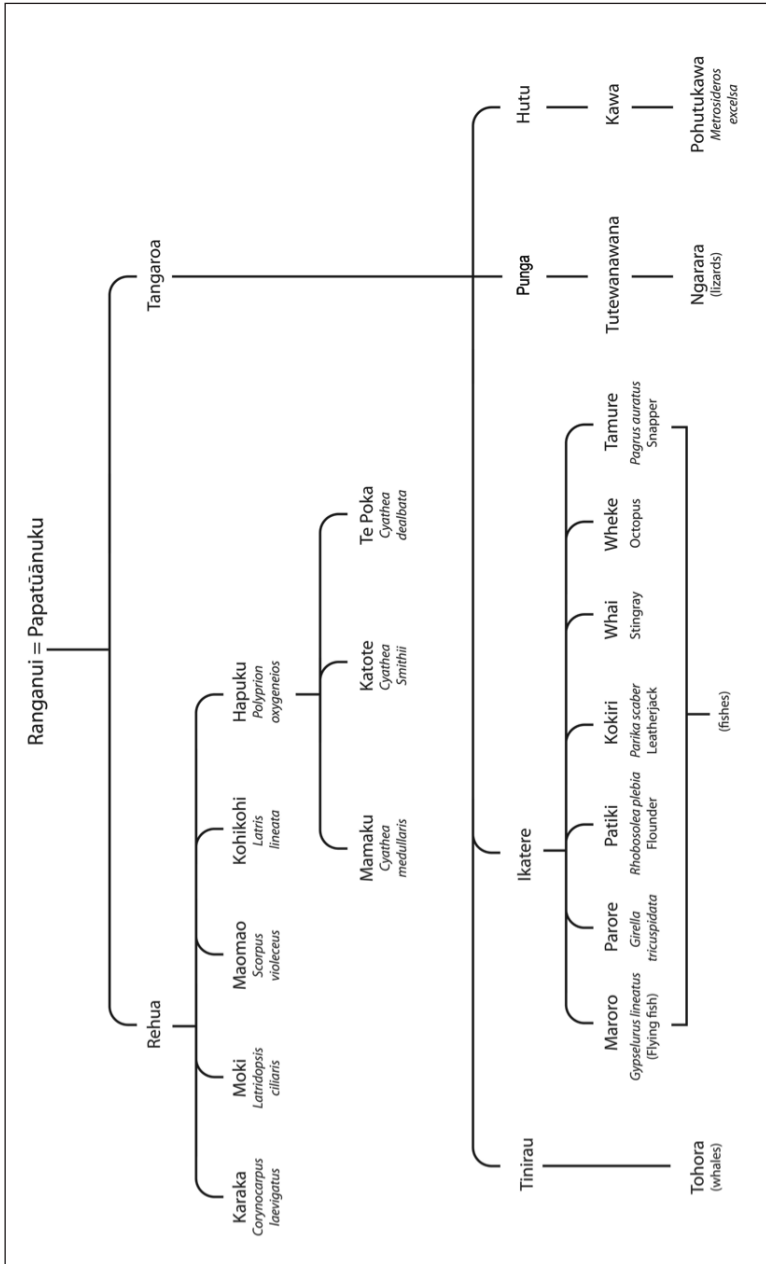 Ranganui = Papatūānuku
Rehua
Tangaroa
Karaka
Corynocarpus
laevigatus
Moki
Latridopsis
ciliaris
Maomao
Scorpus
violeceus
Kohikohi
Latris
lineata
Hapuku
Polyprion
oxygeneios
Mamaku
Cyathea
medullaris
Katote
Cyathea
Smithii
Te Poka
Cyathea
dealbata
Tinirau
Ikatere
Punga
Hutu
Tutewanawana
Kawa
Maroro
Gypselurus lineatus
(Flying fish)
Parore
Girella
tricuspidata
Patiki
Rhobosolea plebia
Flounder
Kokiri
Parika scaber
Leatherjack
Whai
Stingray
Wheke
Octopus
Tamure
Pagrus auratus
Snapper
Tohora
(whales)
(fishes)
Ngarara
(lizards)
Pohutukawa
Metrosideros
excelsa